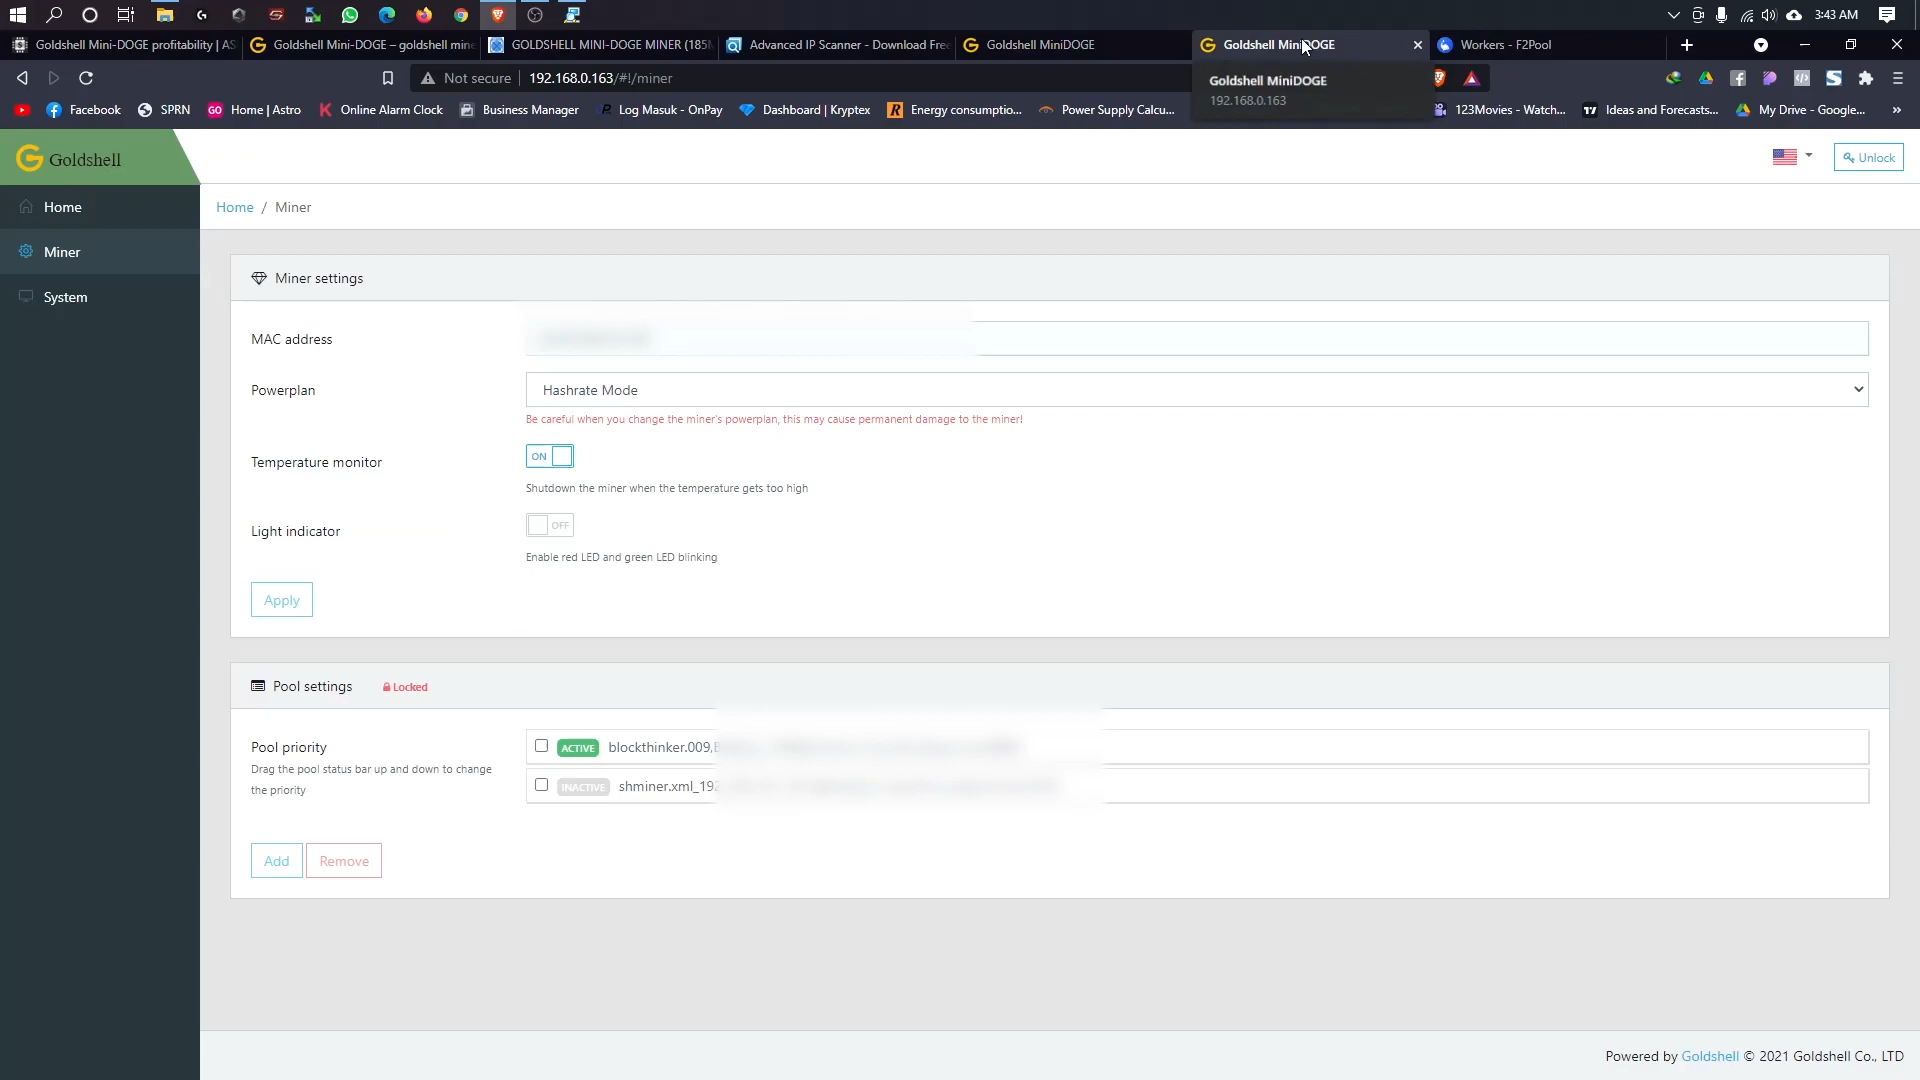 3:43 AM
Goldshell Mini-DOGE profitability | AS
Goldshell Mini-DOGE – goldshell mine
GOLDSHELL MINI-DOGE MINER (185M
Advanced IP Scanner - Download Free
Goldshell MiniDOGE
Goldshell MiniDOGE
Workers - F2Pool
Not secure
192.168.0.163/#!/miner
Goldshell MiniDOGE
192.168.0.163
Facebook
SPRN
Home | Astro
Online Alarm Clock
Business Manager
Log Masuk - OnPay
Dashboard | Kryptex
Energy consumptio...
Power Supply Calcu...
123Movies - Watch...
Ideas and Forecasts...
My Drive - Google...
Goldshell
Unlock
Home
Miner
System
Home / Miner
Miner settings
MAC address
Powerplan
Hashrate Mode
Be careful when you change the miner's powerplan, this may cause permanent damage to the miner!
Temperature monitor
ON
Shutdown the miner when the temperature gets too high
Light indicator
OFF
Enable red LED and green LED blinking
Apply
Pool settings
Locked
Pool priority
Drag the pool status bar up and down to change
the priority
ACTIVE blockthinker.009,
INACTIVE shminer.xml_192
Add
Remove
Powered by Goldshell © 2021 Goldshell Co., LTD